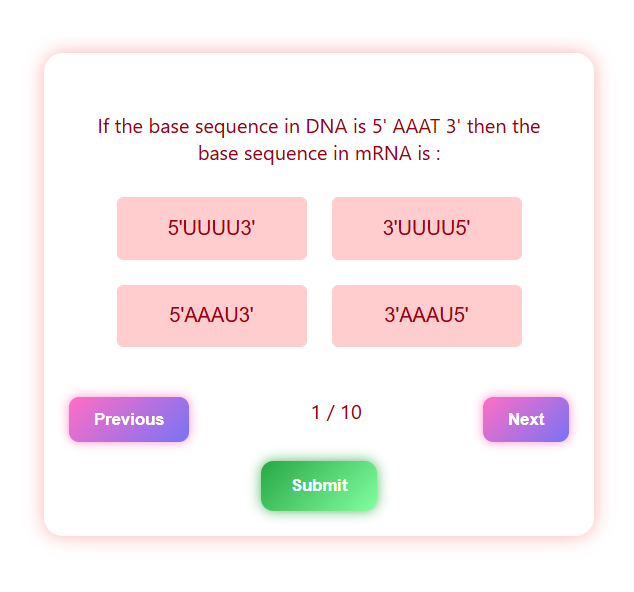 If the base sequence in DNA is 5' AAAT 3' then the
base sequence in mRNA is :
5'UUUU3'
3'UUUU5'
5'AAAU3'
3'AAAU5'
Previous
1 / 10
Next
Submit